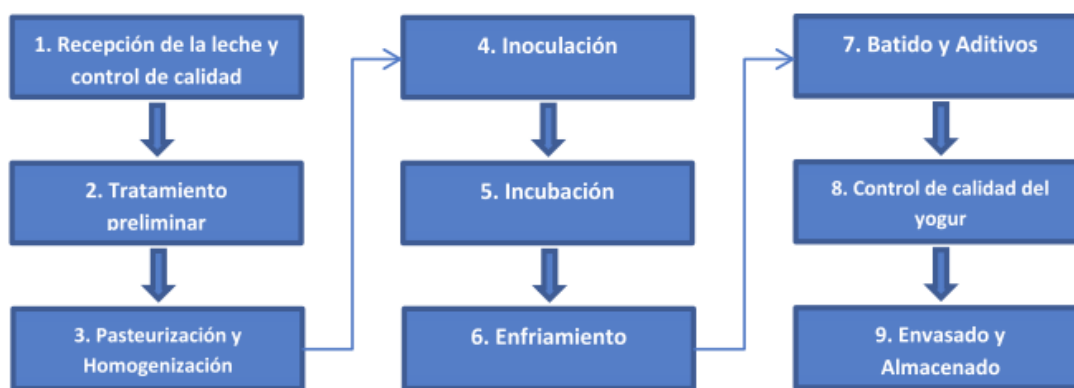 1. Recepción de la leche y
control de calidad
2. Tratamiento
preliminar
3. Pasteurización y
Homogenización
4. Inoculación
5. Incubación
6. Enfriamiento
7. Batido y Aditivos
8. Control de calidad del
yogur
9. Envasado y
Almacenado